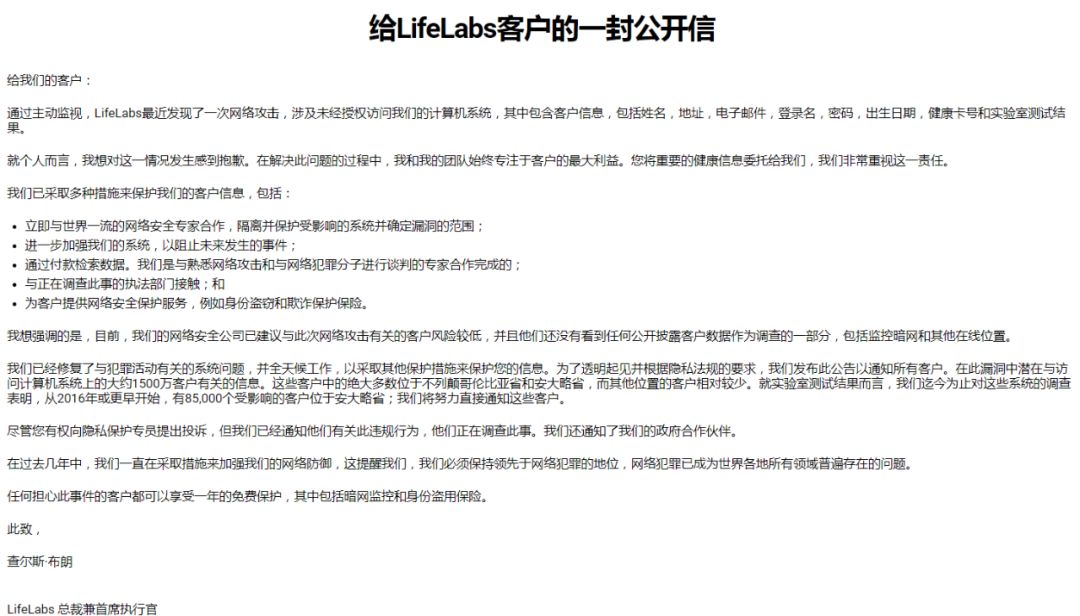 给LifeLabs客户的一封公开信
给我们的客户：
通过主动监视，LifeLabs最近发现了一次网络攻击，涉及未经授权访问我们的计算机系统，其中包含客户信息，包括姓名，地址，电子邮件，登录名，密码，出生日期，健康卡号和实验室测试结
果。
就个人而言，我想对这一情况发生感到抱歉。在解决此问题的过程中，我和我的团队始终专注于客户的最大利益。您将重要的健康信息委托给我们，我们非常重视这一责任。
我们已采取多种措施来保护我们的客户信息，包括：
• 立即与世界一流的网络安全专家合作，隔离并保护受影响的系统并确定漏洞的范围；
• 进一步加强我们的系统，以阻止未来发生的事件；
• 通过付款检索数据。我们是与熟悉网络攻击和与网络犯罪分子进行谈判的专家合作完成的；
• 与正在调查此事的执法部门接触；和
• 为客户提供网络安全保护服务，例如身份盗窃和欺诈保护保险。
我想强调的是，目前，我们的网络安全公司已建议与此次网络攻击有关的客户风险较低，并且他们还没有看到任何公开披露客户数据作为调查的一部分，包括监控暗网和其他在线位置。
我们已经修复了与犯罪活动有关的系统问题，并全天候工作，以采取其他保护措施来保护您的信息。为了透明起见并根据隐私法规的要求，我们发布此公告以通知所有客户。在此漏洞中潜在与访
问计算机系统上的大约1500万客户有关的信息。这些客户中的绝大多数位于不列颠哥伦比亚省和安大略省，而其他位置的客户相对较少。就实验室测试结果而言，我们迄今为止对这些系统的调查
表明，从2016年或更早开始，有85,000个受影响的客户位于安大略省；我们将努力直接通知这些客户。
尽管您有权向隐私保护专员提出投诉，但我们已经通知他们有关此违规行为，他们正在调查此事。我们还通知了我们的政府合作伙伴。
在过去几年中，我们一直在采取措施来加强我们的网络防御，这提醒我们，我们必须保持领先于网络犯罪的地位，网络犯罪已成为世界各地所有领域普遍存在的问题。
任何担心此事件的客户都可以享受一年的免费保护，其中包括暗网监控和身份盗用保险。
此致，
查尔斯·布朗
LifeLabs 总裁兼首席执行官